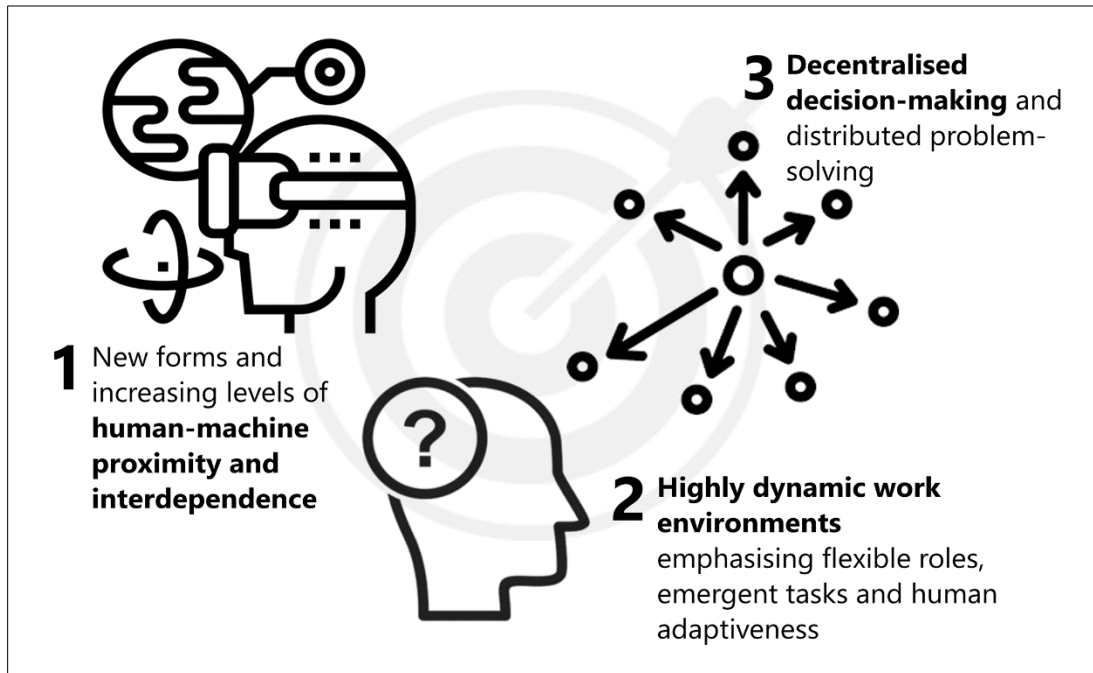 1 New forms and
increasing levels of
human-machine
proximity and
interdependence
?
2 Highly dynamic work
environments
emphasising flexible roles,
emergent tasks and human
adaptiveness
3 Decentralised
decision-making and
distributed problem-
solving